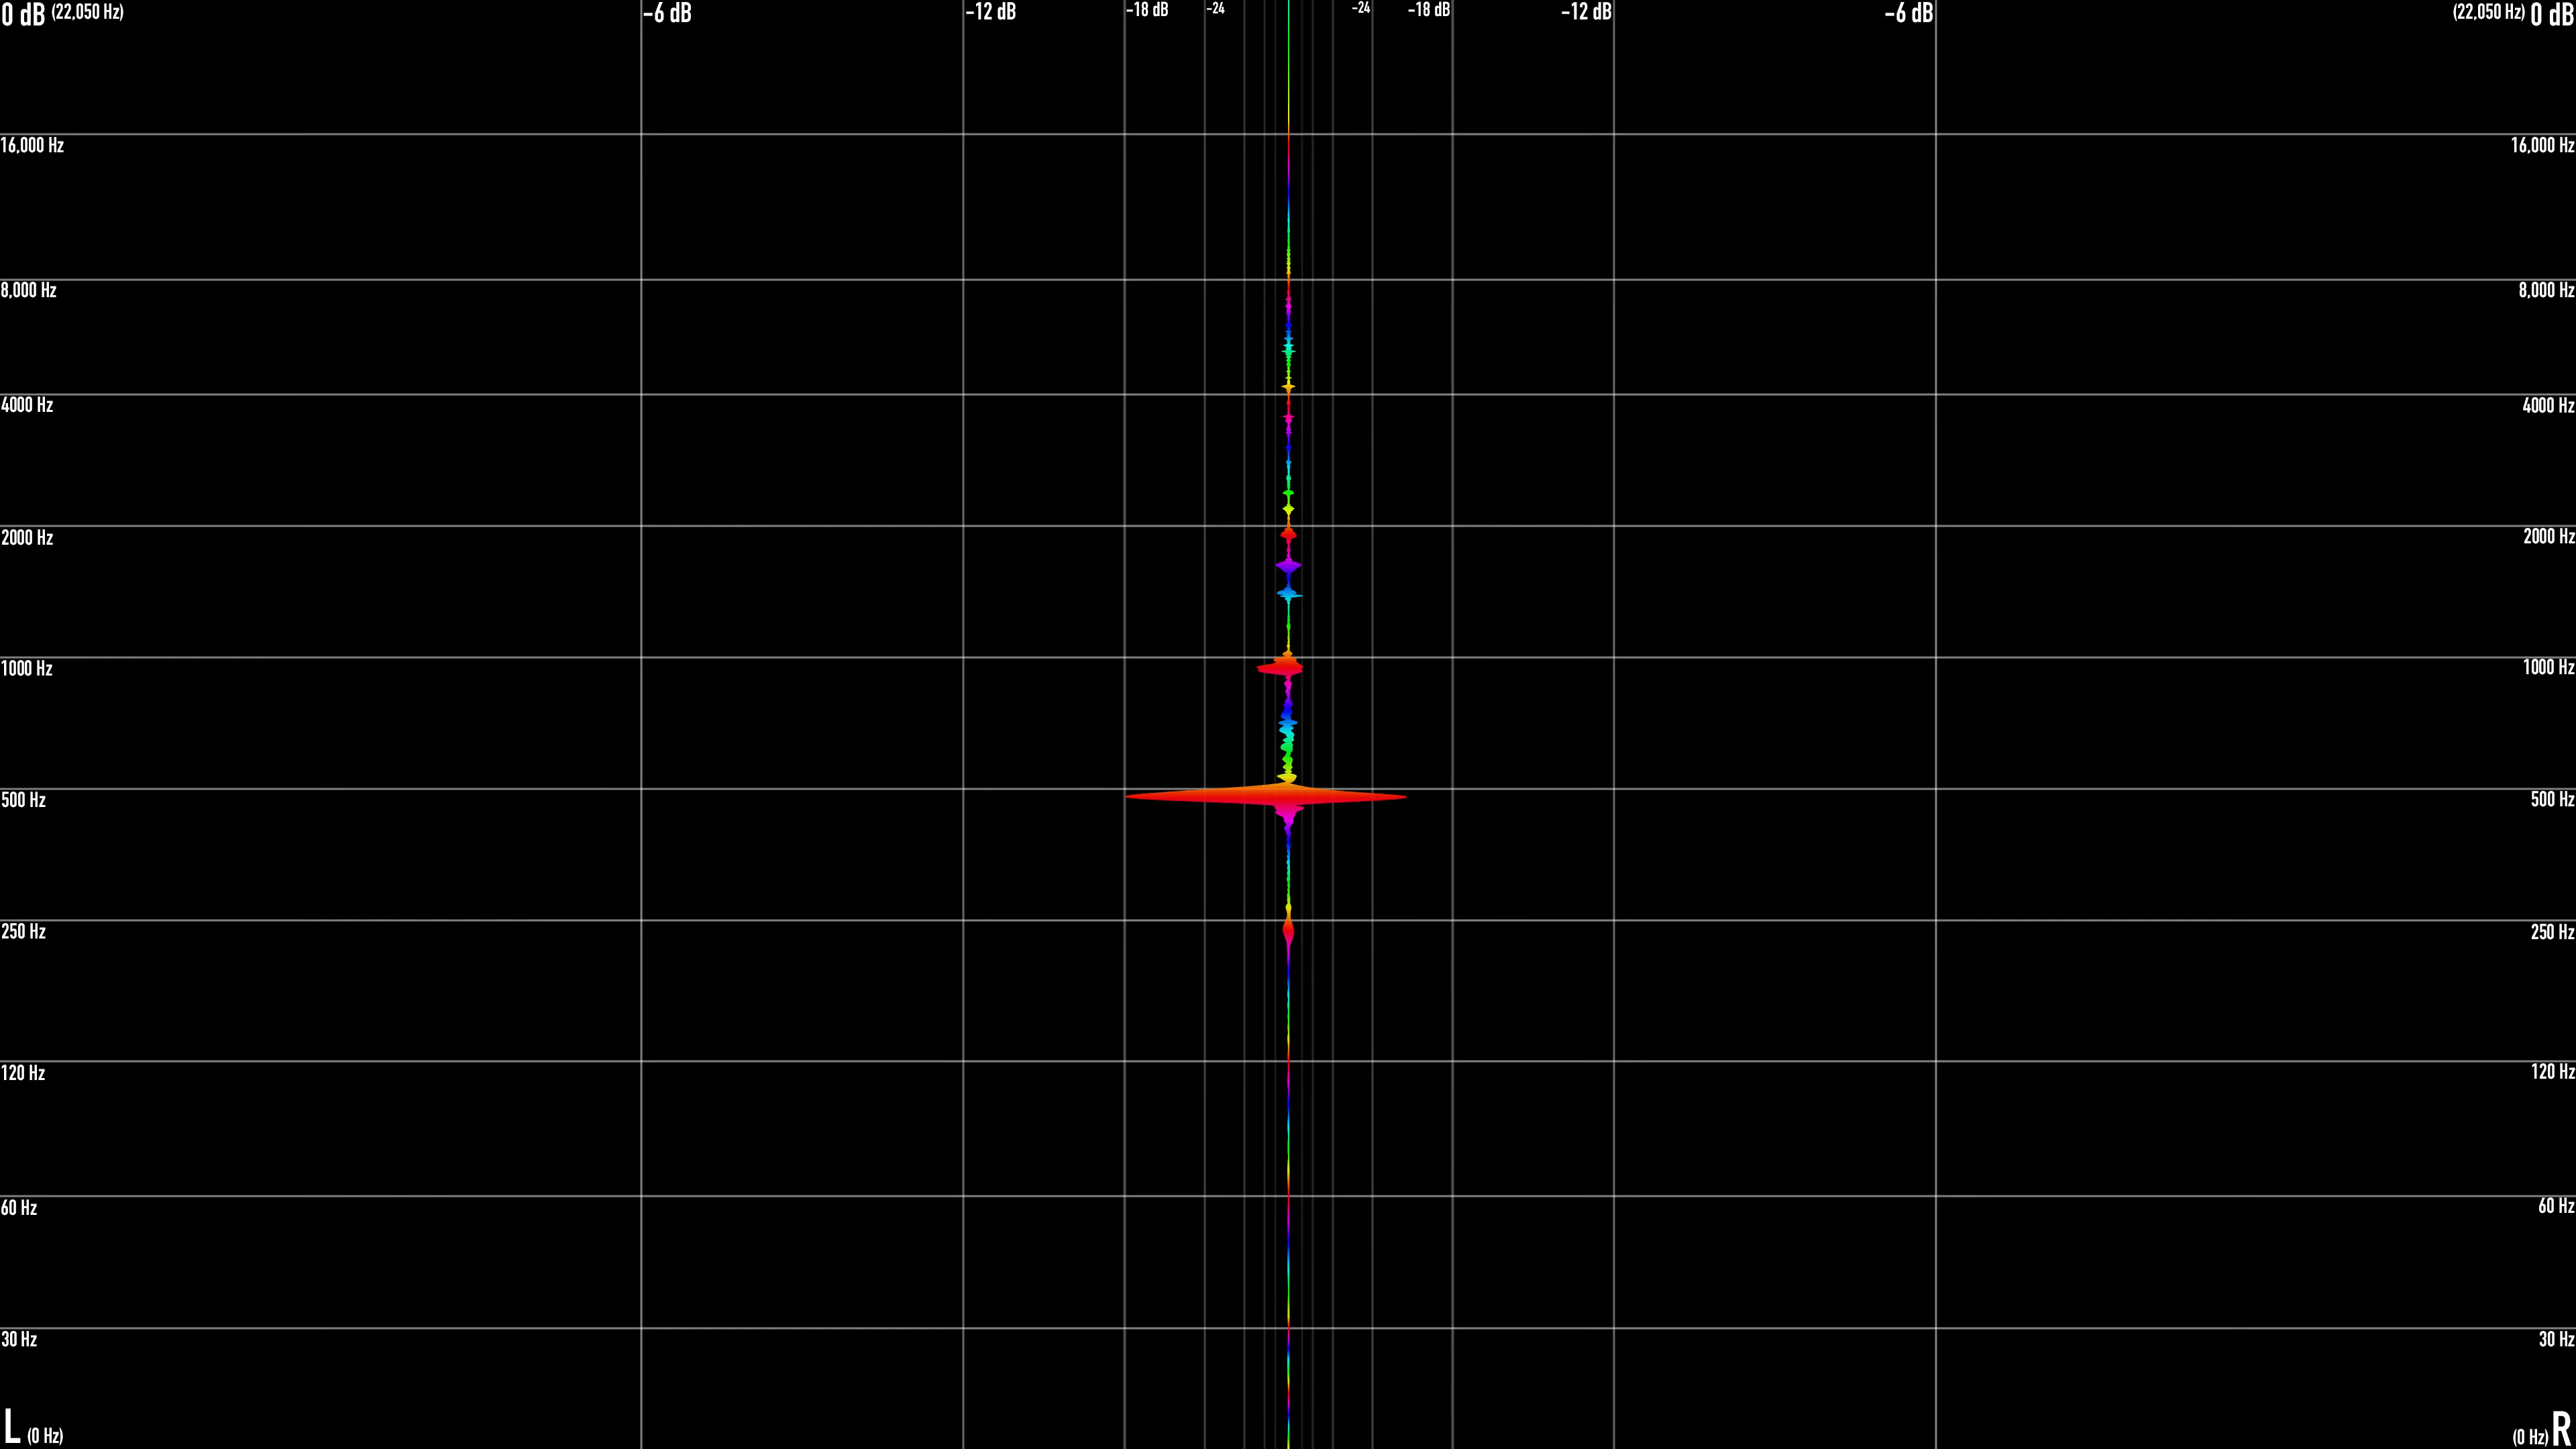 0 dB (22,050 Hz) −6 dB −12 dB −18 dB −24 −24 −18 dB −12 dB −6 dB (22,050 Hz) 0 dB
16,000 Hz 16,000 Hz
8,000 Hz 8,000 Hz
4000 Hz 4000 Hz
2000 Hz 2000 Hz
1000 Hz 1000 Hz
500 Hz 500 Hz
250 Hz 250 Hz
120 Hz 120 Hz
60 Hz 60 Hz
30 Hz 30 Hz
L (0 Hz) (0 Hz) R